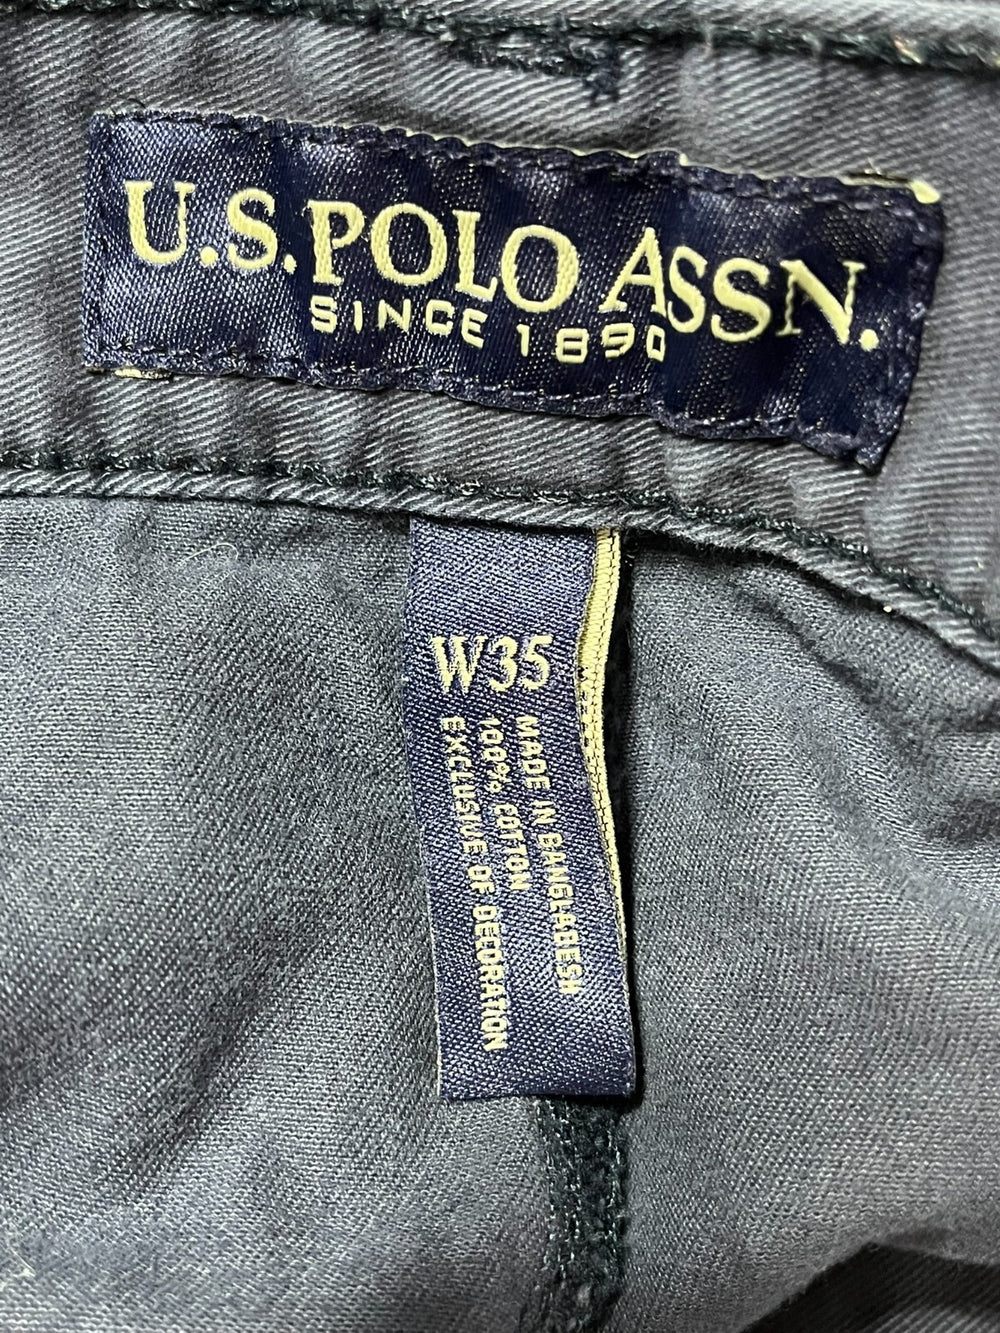 U.S. POLO ASSN.
SINCE 1890
W35
MADE IN BANGLADESH
100% COTTON
EXCLUSIVE OF DECORATION